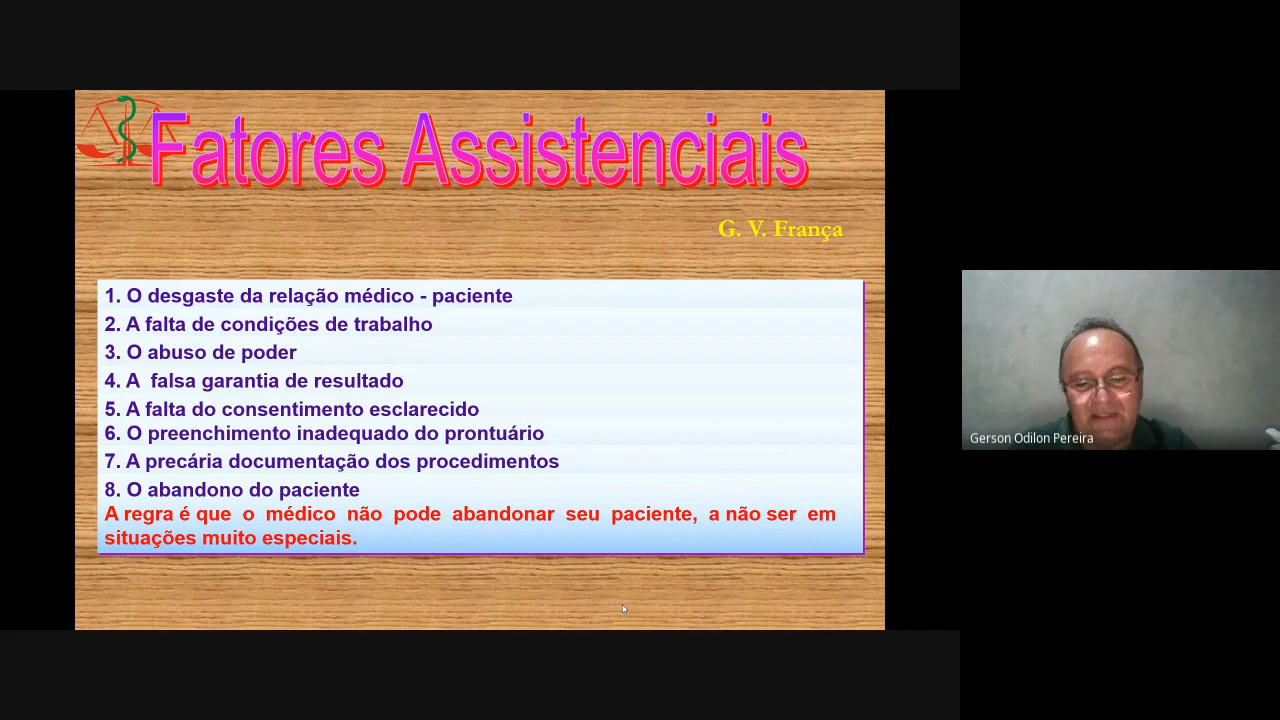 Fatores Assistenciais
G. V. França
1. O desgaste da relação médico - paciente
2. A falta de condições de trabalho
3. O abuso de poder
4. A falsa garantia de resultado
5. A falta do consentimento esclarecido
6. O preenchimento inadequado do prontuário
7. A precária documentação dos procedimentos
8. O abandono do paciente
A regra é que o médico não pode abandonar seu paciente, a não ser em
situações muito especiais.
Gerson Odilon Pereira